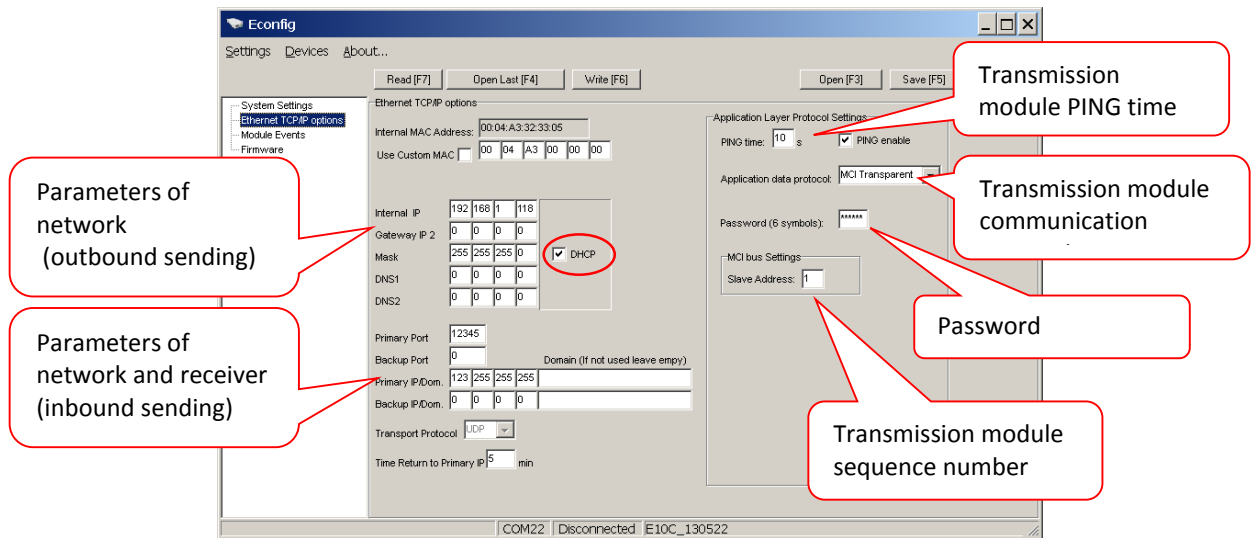 Econfig
Settings Devices About...
Read [F7] Open Last [F4] Write [F6] Open [F3] Save [F5]
System Settings
Ethernet TCP/IP options
Module Events
Firmware
Ethernet TCP/IP options
Internal MAC Address: 00:04:A3:32:33:05
Use Custom MAC 00 04 A3 00 00 00
Internal IP 192 168 1 118
Gateway IP 2 0 0 0 0
Mask 255 255 255 0
DHCP
DNS1 0 0 0 0
DNS2 0 0 0 0
Primary Port 12345
Backup Port 0
Domain (If not used leave empy)
Primary IP/Dom. 123 255 255 255
Backup IP/Dom. 0 0 0 0
Transport Protocol UDP
Time Return to Primary IP 5 min
Application Layer Protocol Settings
PING time: 10 s PING enable
Application data protocol: MCI Transparent
Password (6 symbols): ******
MCI bus Settings
Slave Address: 1
COM22 Disconnected E10C_130522
Parameters of
network
(outbound sending)
Parameters of
network and receiver
(inbound sending)
Transmission
module PING time
Transmission module
communication
Password
Transmission module
sequence number